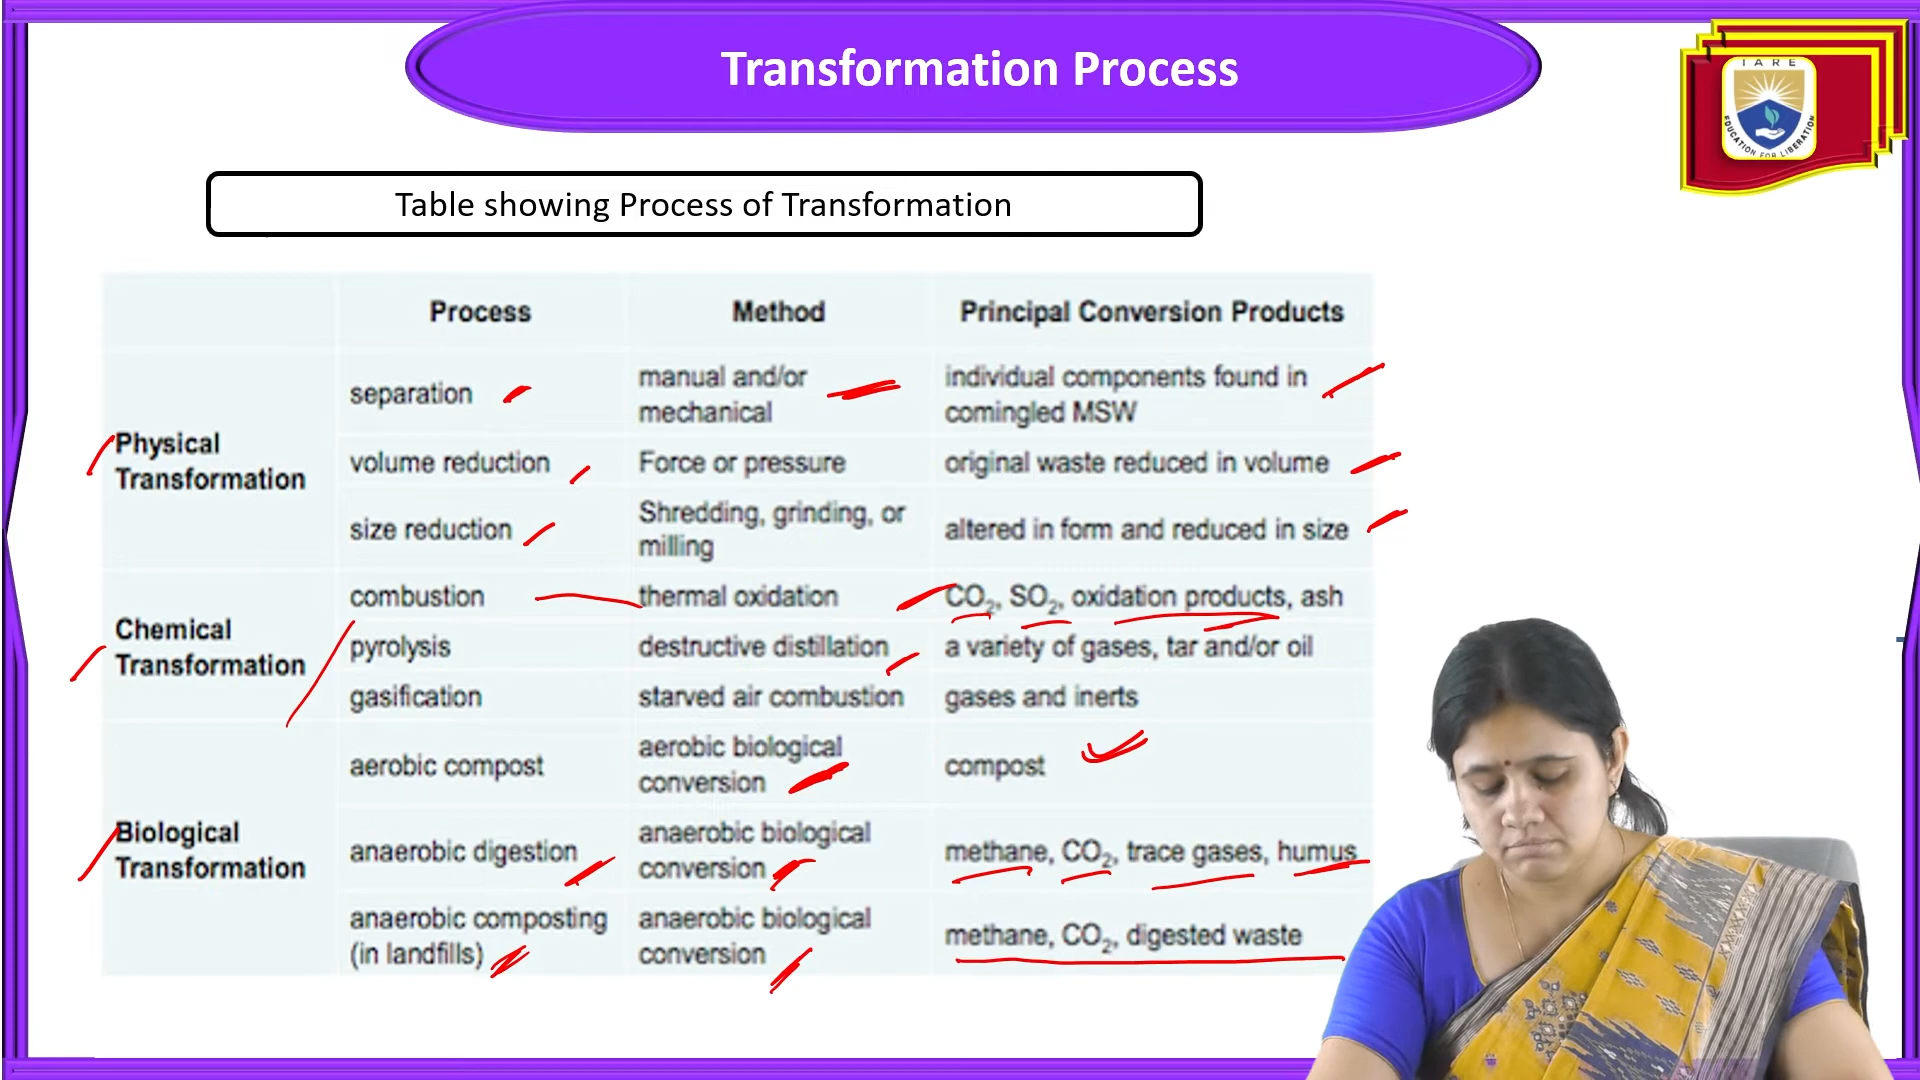 Transformation Process
IARE
EDUCATION FOR LIBERATION
Table showing Process of Transformation
Process Method Principal Conversion Products
Physical
Transformation
separation
manual and/or
mechanical
individual components found in
comingled MSW
volume reduction
Force or pressure
original waste reduced in volume
size reduction
Shredding, grinding, or
milling
altered in form and reduced in size
Chemical
Transformation
combustion
thermal oxidation
CO2, SO2, oxidation products, ash
pyrolysis
destructive distillation
a variety of gases, tar and/or oil
gasification
starved air combustion
gases and inerts
Biological
Transformation
aerobic compost
aerobic biological
conversion
compost
anaerobic digestion
anaerobic biological
conversion
methane, CO2, trace gases, humus
anaerobic composting
(in landfills)
anaerobic biological
conversion
methane, CO2, digested waste